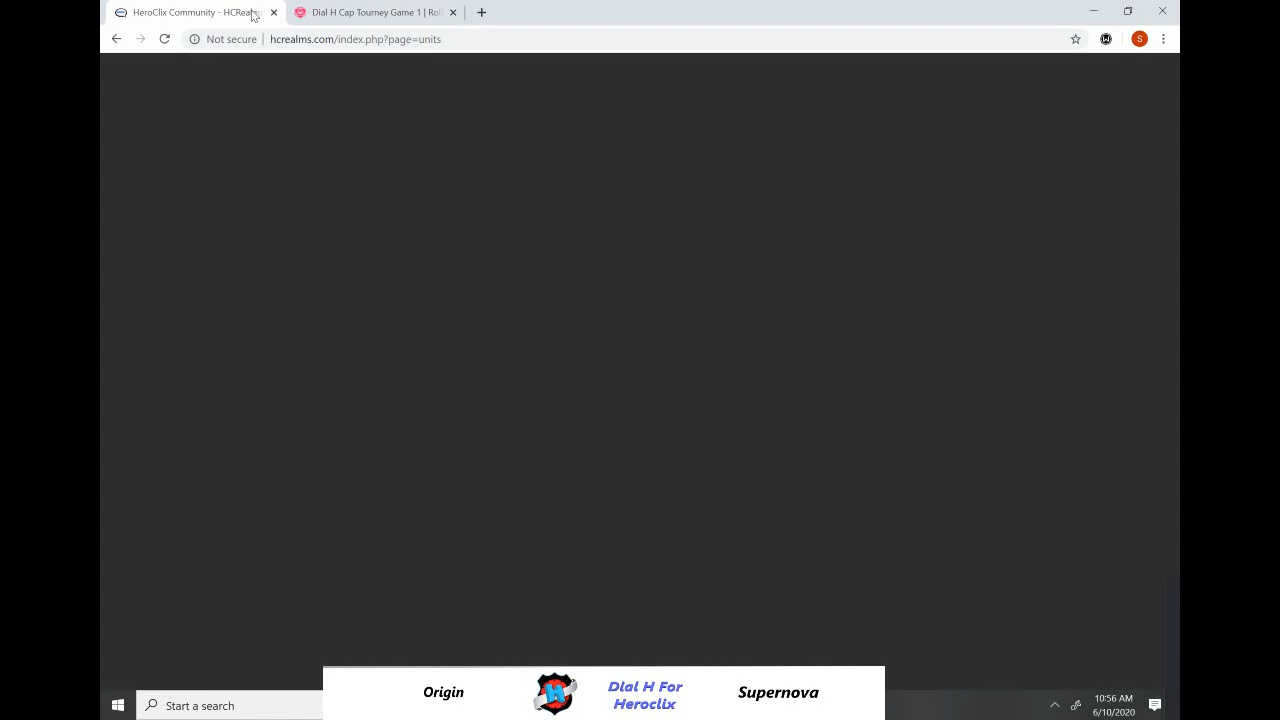 HeroClix Community - HCRealms
Dial H Cap Tourney Game 1 | Roll
Not secure
hcrealms.com/index.php?page=units
S
Origin
H
Dial H For
Heroclix
Supernova
Start a search
10:56 AM
6/10/2020